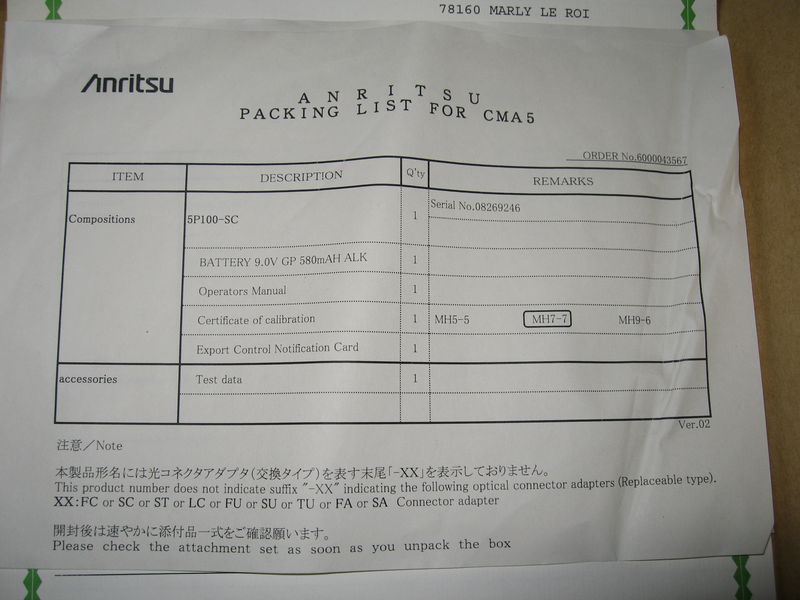 78160 MARLY LE ROI
Anritsu
ANRITSU
PACKING LIST FOR CMA5
ORDER No.6000043567
ITEM DESCRIPTION Q'ty REMARKS
Compositions 5P100-SC 1 Serial No.08269246
BATTERY 9.0V GP 580mAH ALK 1
Operators Manual 1
Certificate of calibration 1 MH5-5 MH7-7 MH9-6
Export Control Notification Card 1
accessories Test data 1
Ver.02
注意/Note
本製品形名には光コネクタアダプタ(交換タイプ)を表す末尾「-XX」を表示しておりません。
This product number does not indicate suffix "-XX" indicating the following optical connector adapters (Replaceable type).
XX:FC or SC or ST or LC or FU or SU or TU or FA or SA Connector adapter
開封後は速やかに添付品一式をご確認願います。
Please check the attachment set as soon as you unpack the box